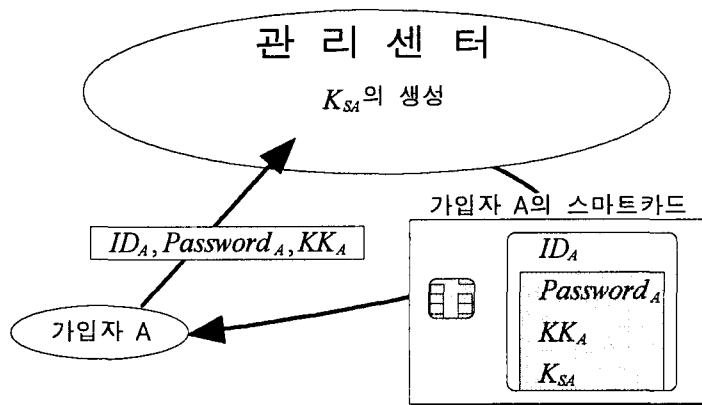 관 리 센 터
K_SA의 생성
가입자 A의 스마트카드
ID_A, Password_A, KK_A
ID_A
Password_A
KK_A
K_SA
가입자 A